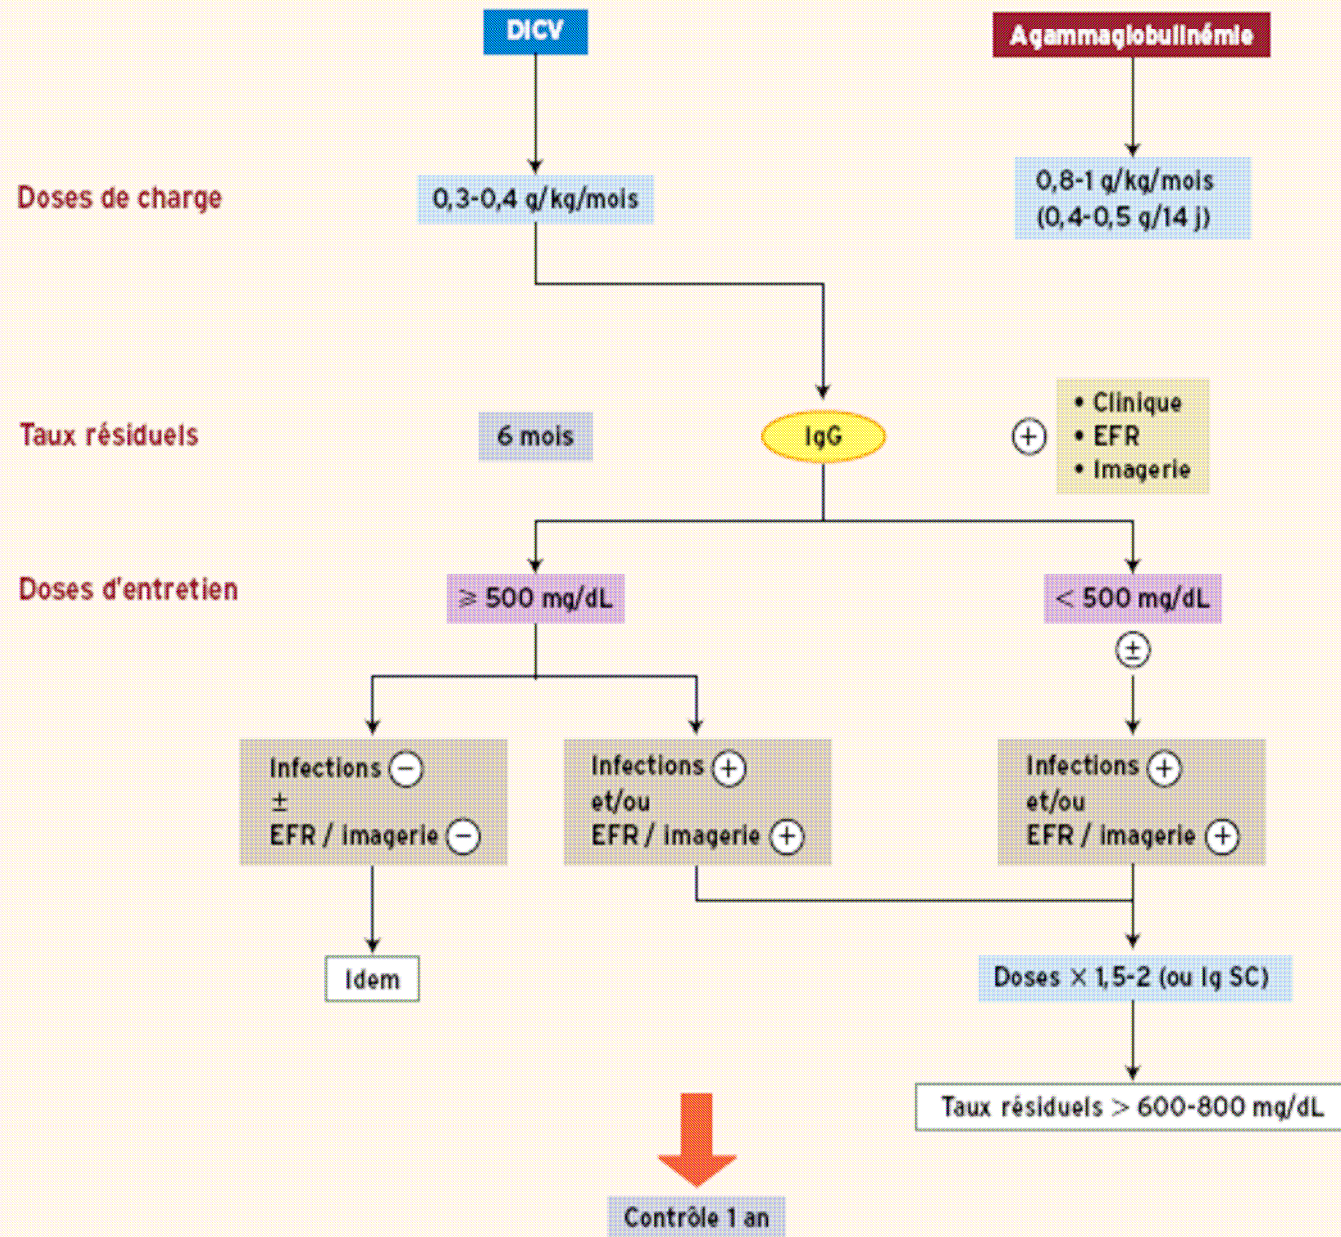 DICV
Agammaglobulinémie
Doses de charge
0,3-0,4 g/kg/mois
0,8-1 g/kg/mois
(0,4-0,5 g/14 j)
Taux résiduels
6 mois
IgG
+
• Clinique
• EFR
• Imagerie
Doses d'entretien
⩾ 500 mg/dL
< 500 mg/dL
±
Infections −
±
EFR / imagerie −
Infections +
et/ou
EFR / imagerie +
Infections +
et/ou
EFR / imagerie +
Idem
Doses × 1,5-2 (ou Ig SC)
Taux résiduels > 600-800 mg/dL
Contrôle 1 an